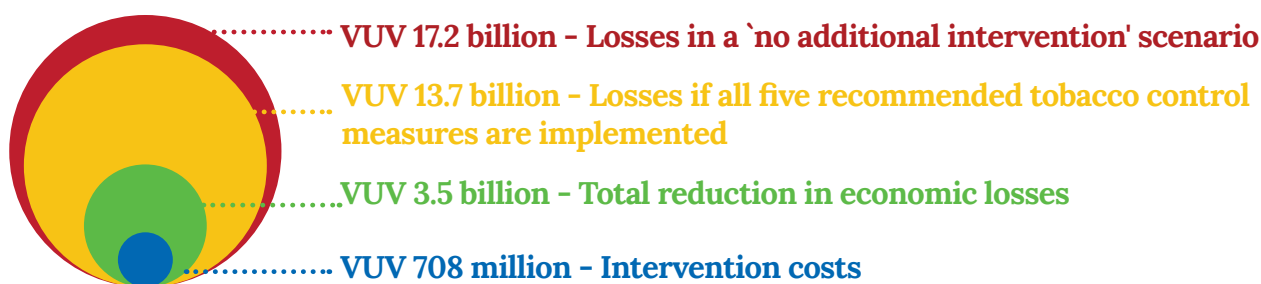 VUV 17.2 billion - Losses in a `no additional intervention' scenario
VUV 13.7 billion - Losses if all five recommended tobacco control
measures are implemented
VUV 3.5 billion - Total reduction in economic losses
VUV 708 million - Intervention costs